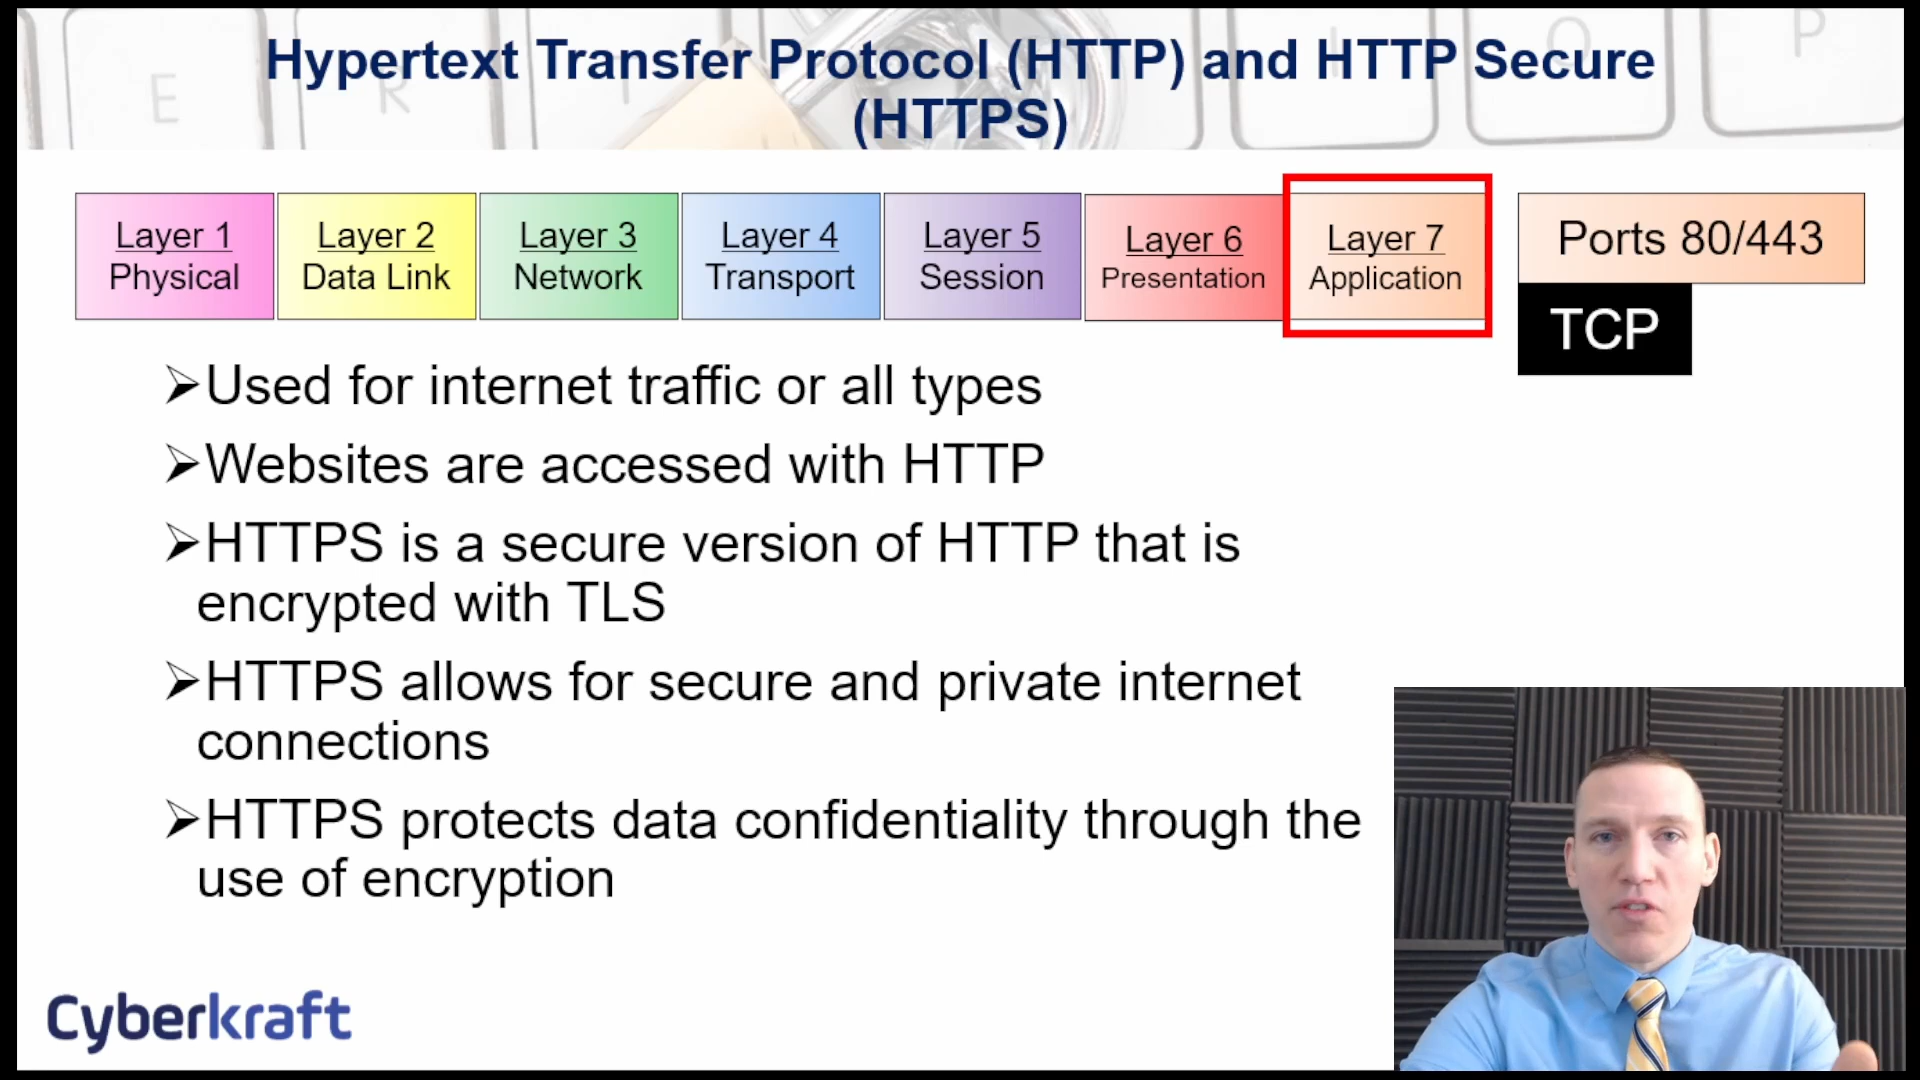 Hypertext Transfer Protocol (HTTP) and HTTP Secure
(HTTPS)
Layer 1
Physical
Layer 2
Data Link
Layer 3
Network
Layer 4
Transport
Layer 5
Session
Layer 6
Presentation
Layer 7
Application
Ports 80/443
TCP
➢Used for internet traffic or all types
➢Websites are accessed with HTTP
➢HTTPS is a secure version of HTTP that is
encrypted with TLS
➢HTTPS allows for secure and private internet
connections
➢HTTPS protects data confidentiality through the
use of encryption
Cyberkraft
E
R
I
O
P